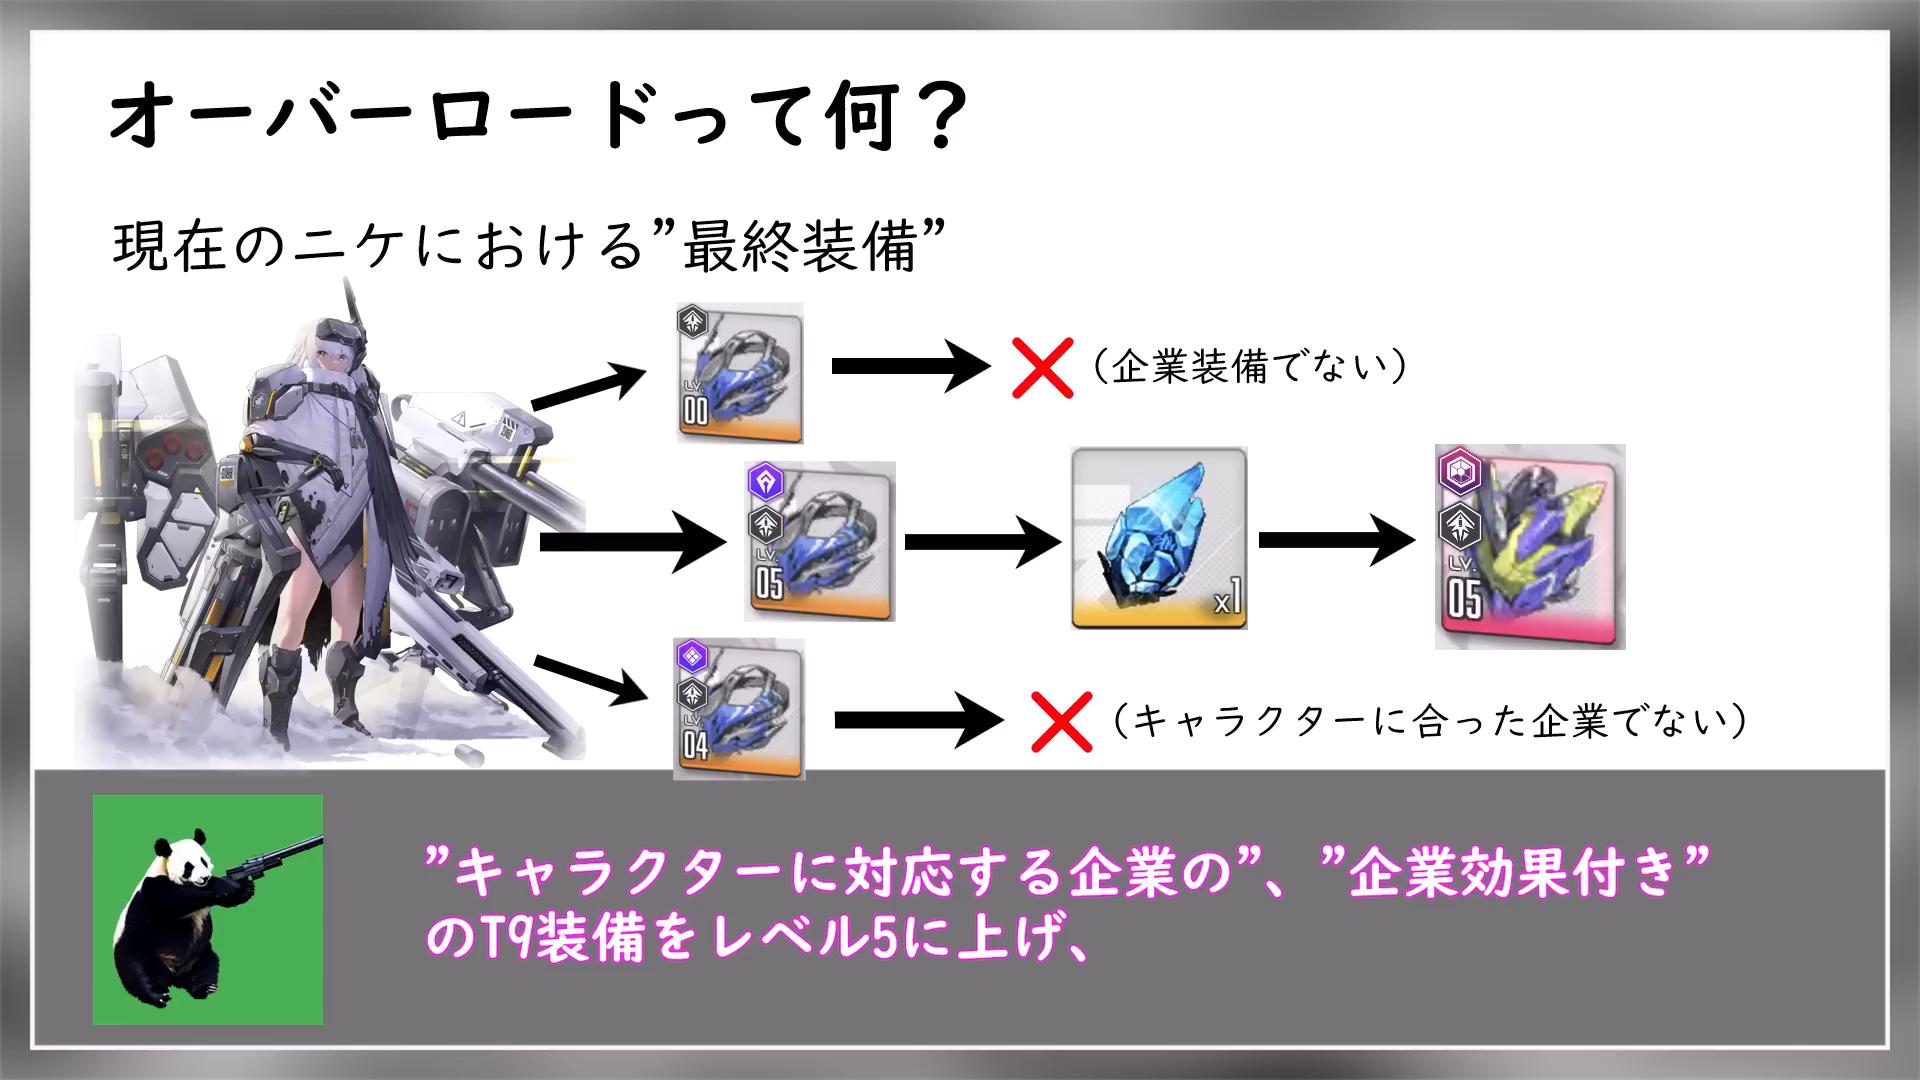 オーバーロードって何？
現在のニケにおける”最終装備”
LV.
00
（企業装備でない）
LV.
05
x1
LV.
05
LV.
04
（キャラクターに合った企業でない）
”キャラクターに対応する企業の”、”企業効果付き”
のT9装備をレベル5に上げ、